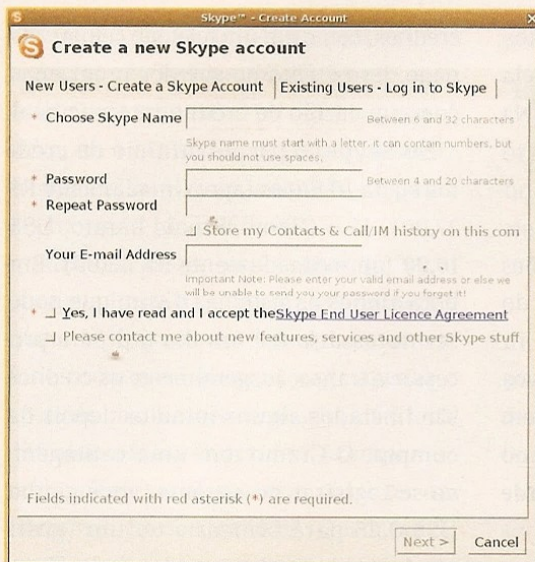 Skype™ - Create Account
S Create a new Skype account
New Users - Create a Skype Account Existing Users - Log in to Skype
* Choose Skype Name Between 6 and 32 characters
Skype name must start with a letter, it can contain numbers, but
you should not use spaces.
* Password Between 4 and 20 characters
* Repeat Password
Store my Contacts & Call/IM history on this com
Your E-mail Address
Important Note: Please enter your valid email address or else we
will be unable to send you your password if you forget it!
* Yes, I have read and I accept the Skype End User Licence Agreement
Please contact me about new features, services and other Skype stuff
Fields indicated with red asterisk (*) are required.
Next > Cancel